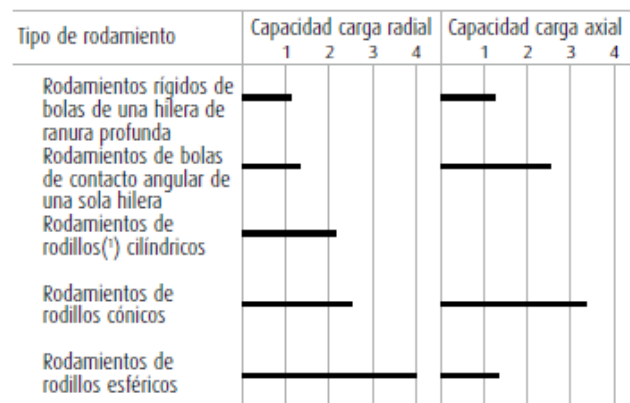 Tipo de rodamiento
Capacidad carga radial
1 2 3 4
Capacidad carga axial
1 2 3 4
Rodamientos rígidos de
bolas de una hilera de
ranura profunda
Rodamientos de bolas
de contacto angular de
una sola hilera
Rodamientos de
rodillos(¹) cilíndricos
Rodamientos de
rodillos cónicos
Rodamientos de
rodillos esféricos